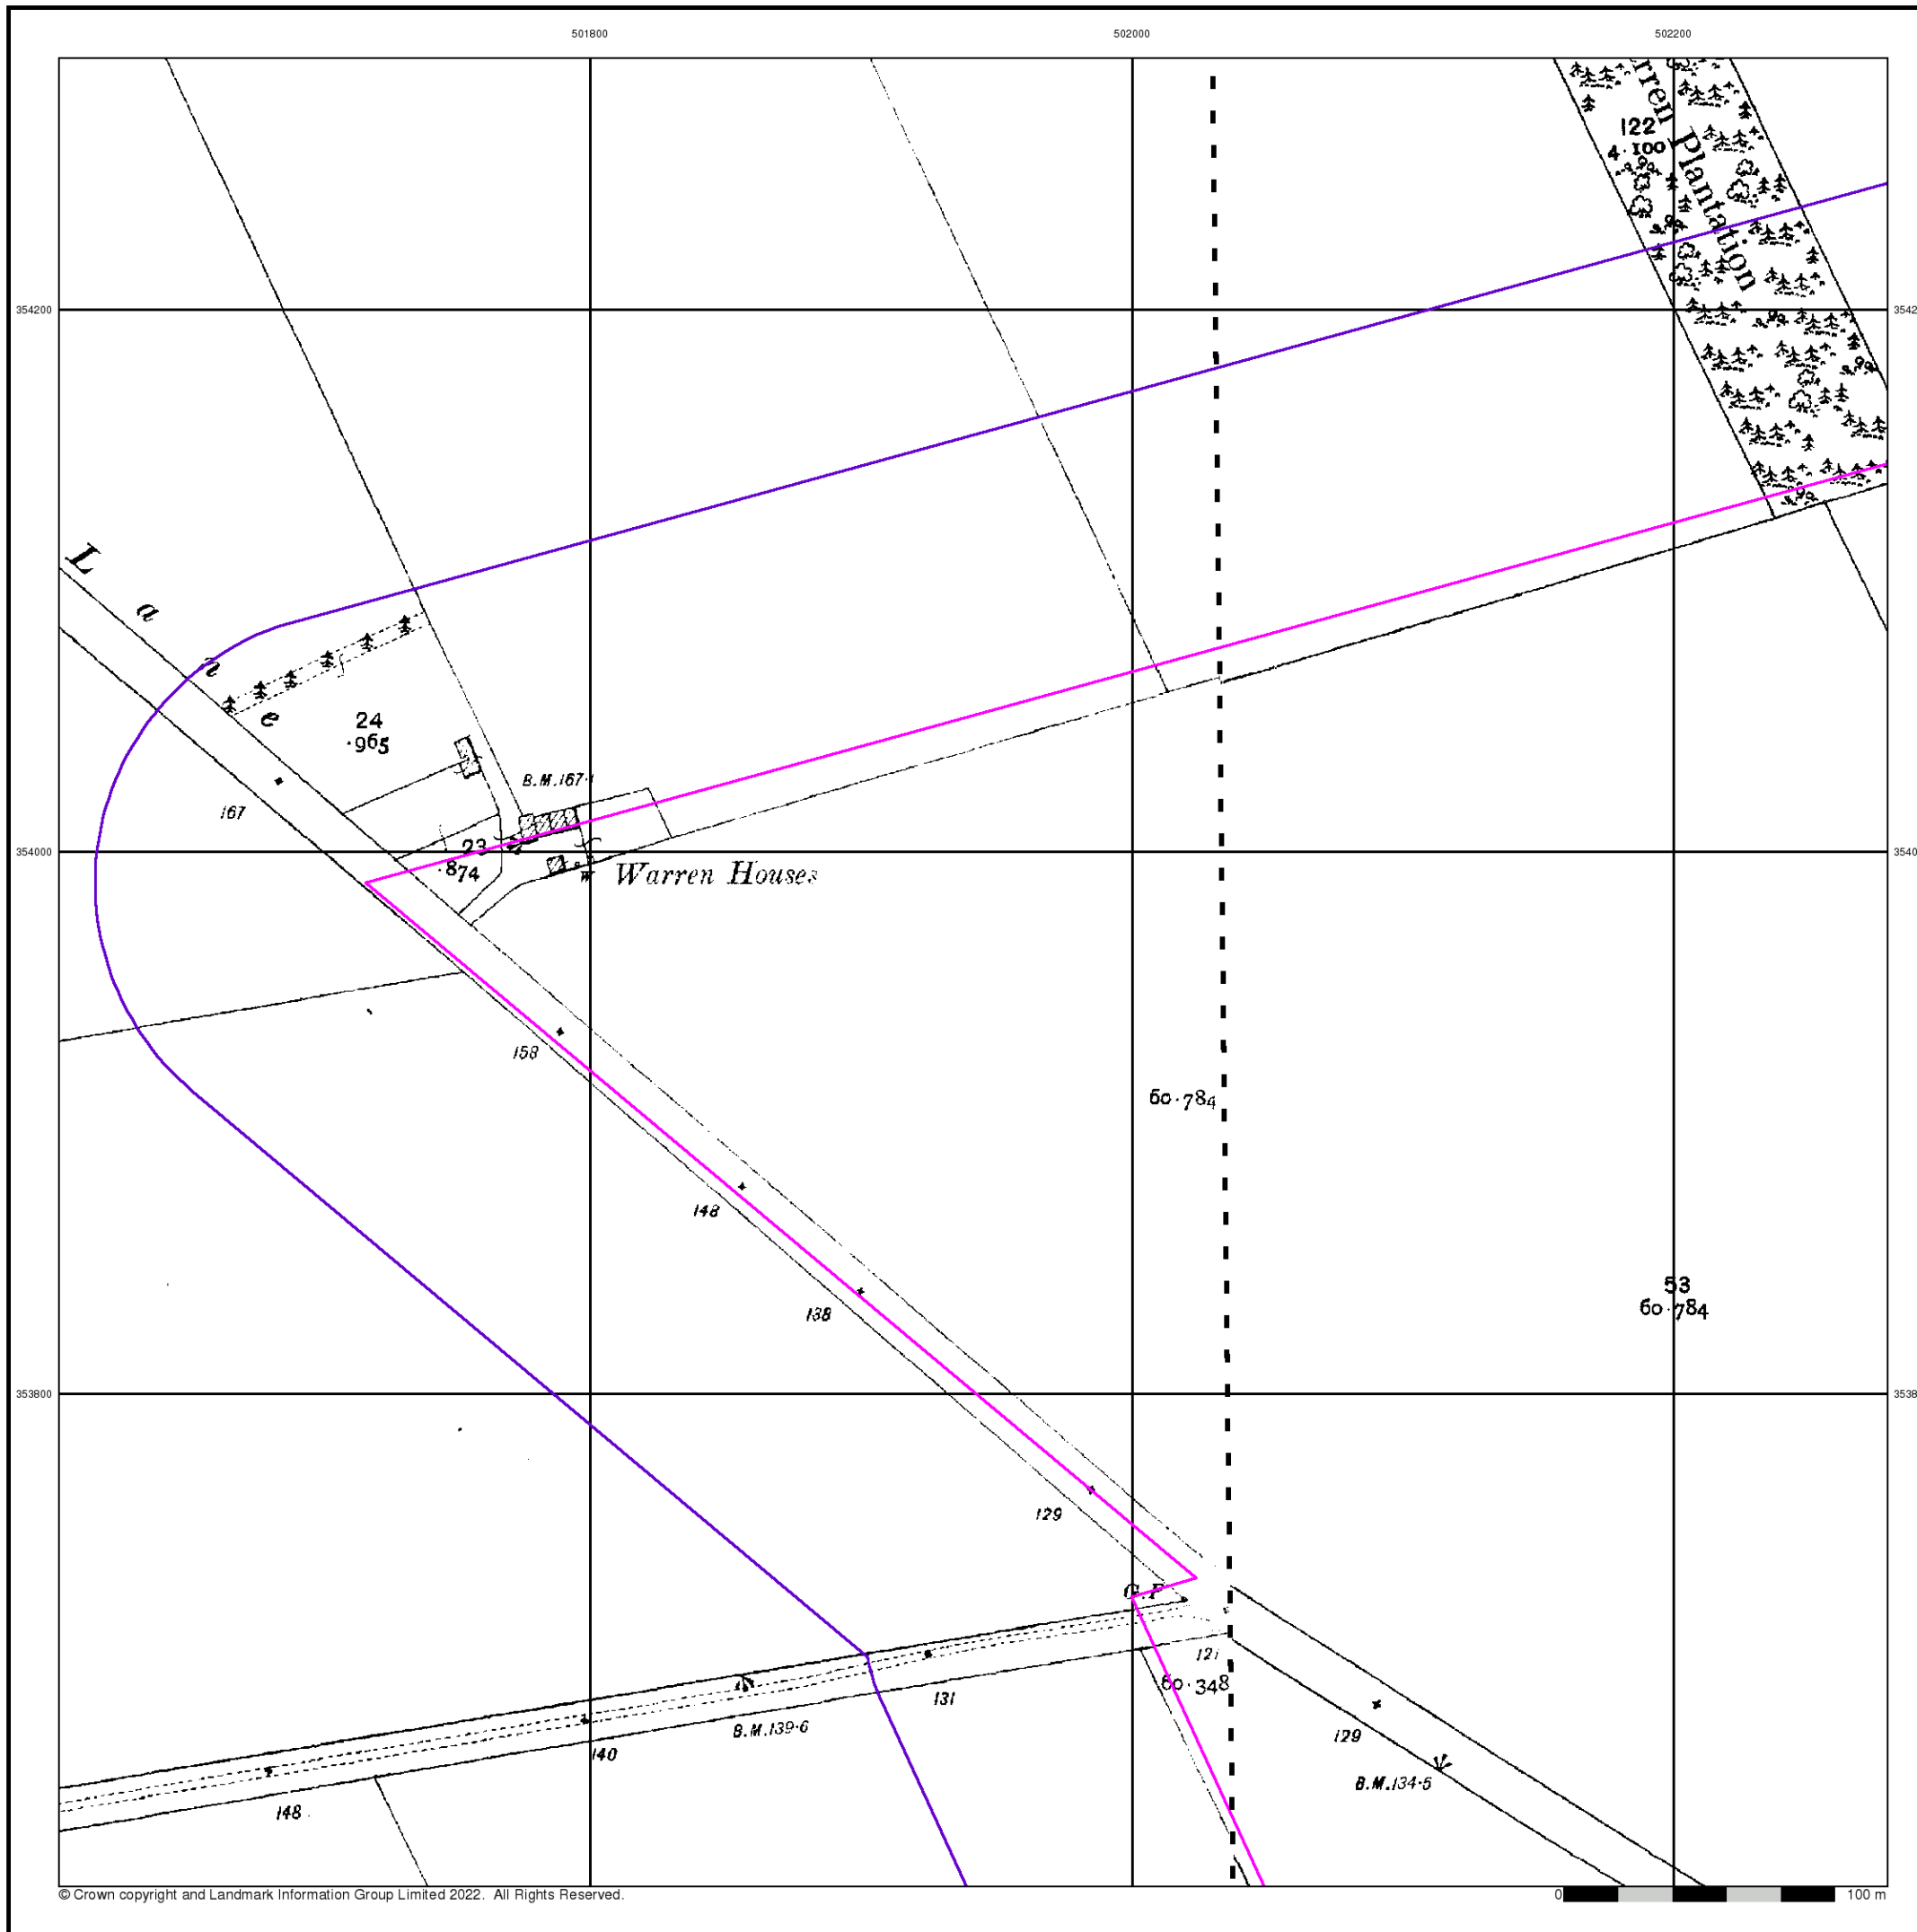 501800
502000
502200
122
4·100
rren Plantation
354200
Lane
24
·965
B.M.167·1
167
23
·874
354000
W
Warren Houses
158
60·784
148
53
60·784
138
353800
129
G.P
121
60·348
131
B.M.139·6
129
140
B.M.134·5
148
© Crown copyright and Landmark Information Group Limited 2022. All Rights Reserved.
0 100 m